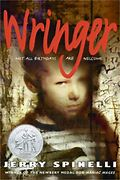 Wringer
NOT ALL BIRTHDAYS ARE WELCOME
JERRY SPINELLI
WINNER OF THE NEWBERY MEDAL FOR MANIAC MAGEE